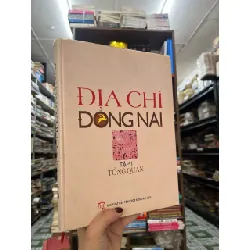 ĐỊA CHÍ
ĐỒNG NAI
TẬP I
TỔNG QUAN